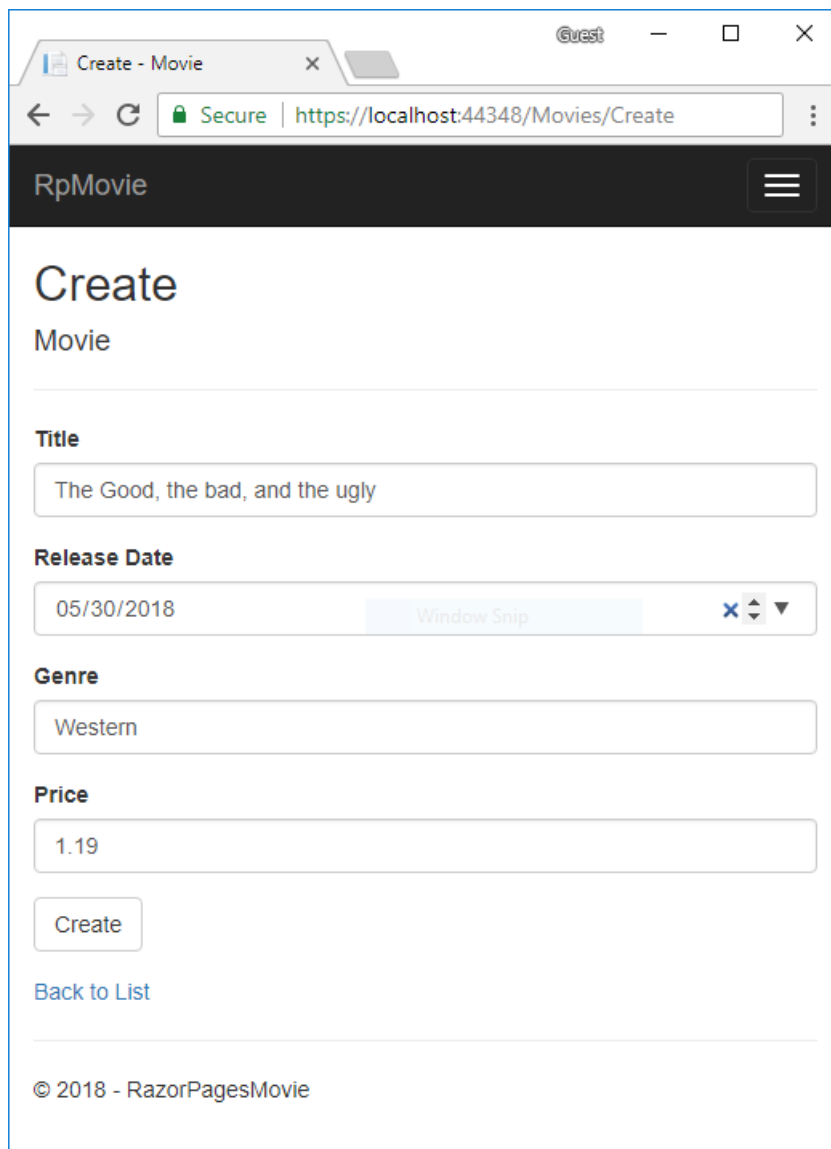 Guest
Create - Movie
Secure | https://localhost:44348/Movies/Create
RpMovie
Create
Movie
Title
The Good, the bad, and the ugly
Release Date
05/30/2018
Window Snip
Genre
Western
Price
1.19
Create
Back to List
© 2018 - RazorPagesMovie